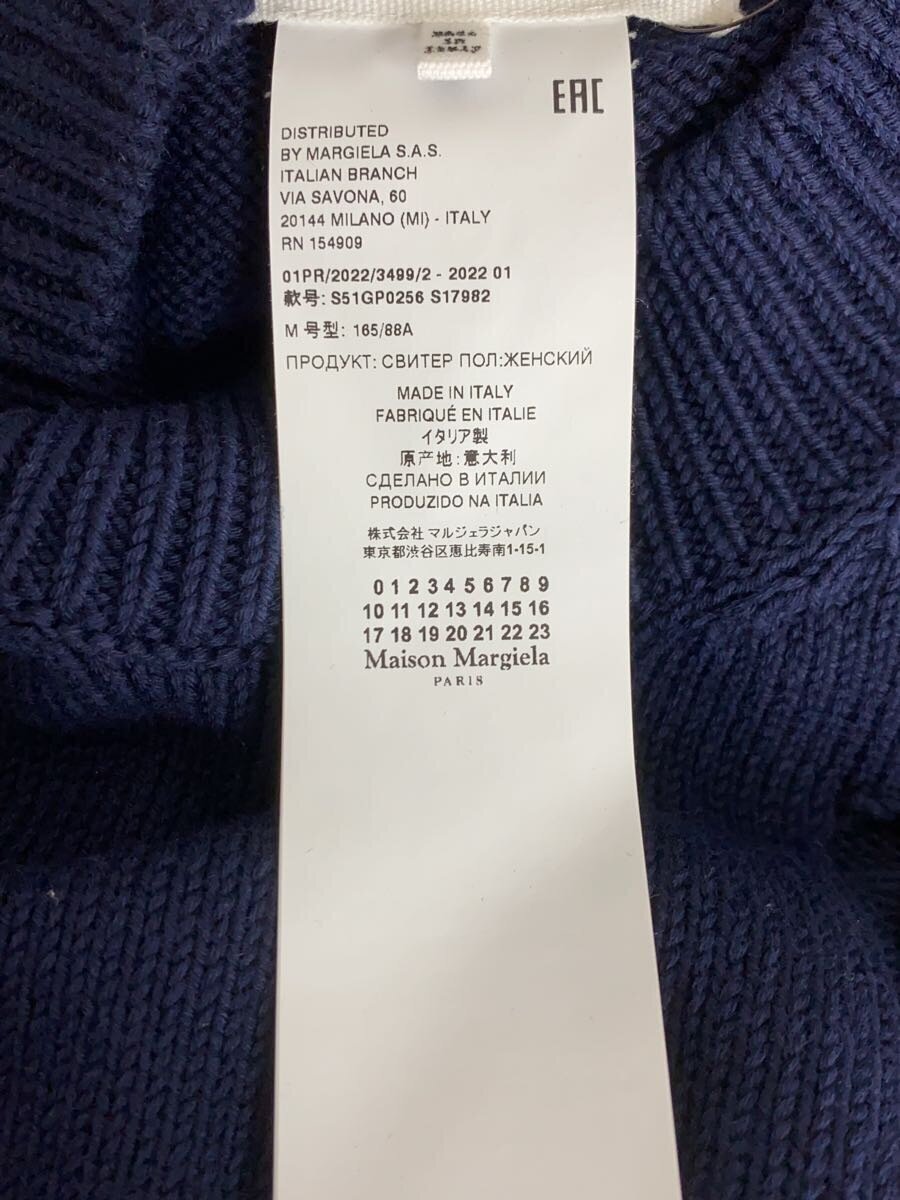 EAC
DISTRIBUTED
BY MARGIELA S.A.S.
ITALIAN BRANCH
VIA SAVONA, 60
20144 MILANO (MI) - ITALY
RN 154909
01PR/2022/3499/2 - 2022 01
款号: S51GP0256 S17982
M 号型: 165/88A
ПРОДУКТ: СВИТЕР ПОЛ:ЖЕНСКИЙ
MADE IN ITALY
FABRIQUÉ EN ITALIE
イタリア製
原产地:意大利
СДЕЛАНО В ИТАЛИИ
PRODUZIDO NA ITALIA
株式会社 マルジェラジャパン
東京都渋谷区恵比寿南1-15-1
0 1 2 3 4 5 6 7 8 9
10 11 12 13 14 15 16
17 18 19 20 21 22 23
Maison Margiela
PARIS